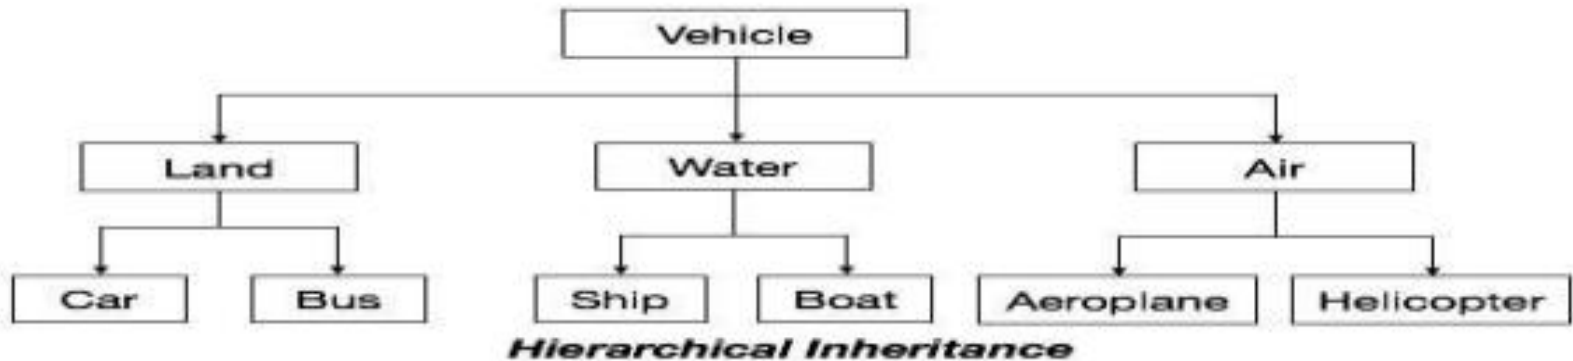 Vehicle
Land
Water
Air
Car
Bus
Ship
Boat
Aeroplane
Helicopter
Hierarchical Inheritance